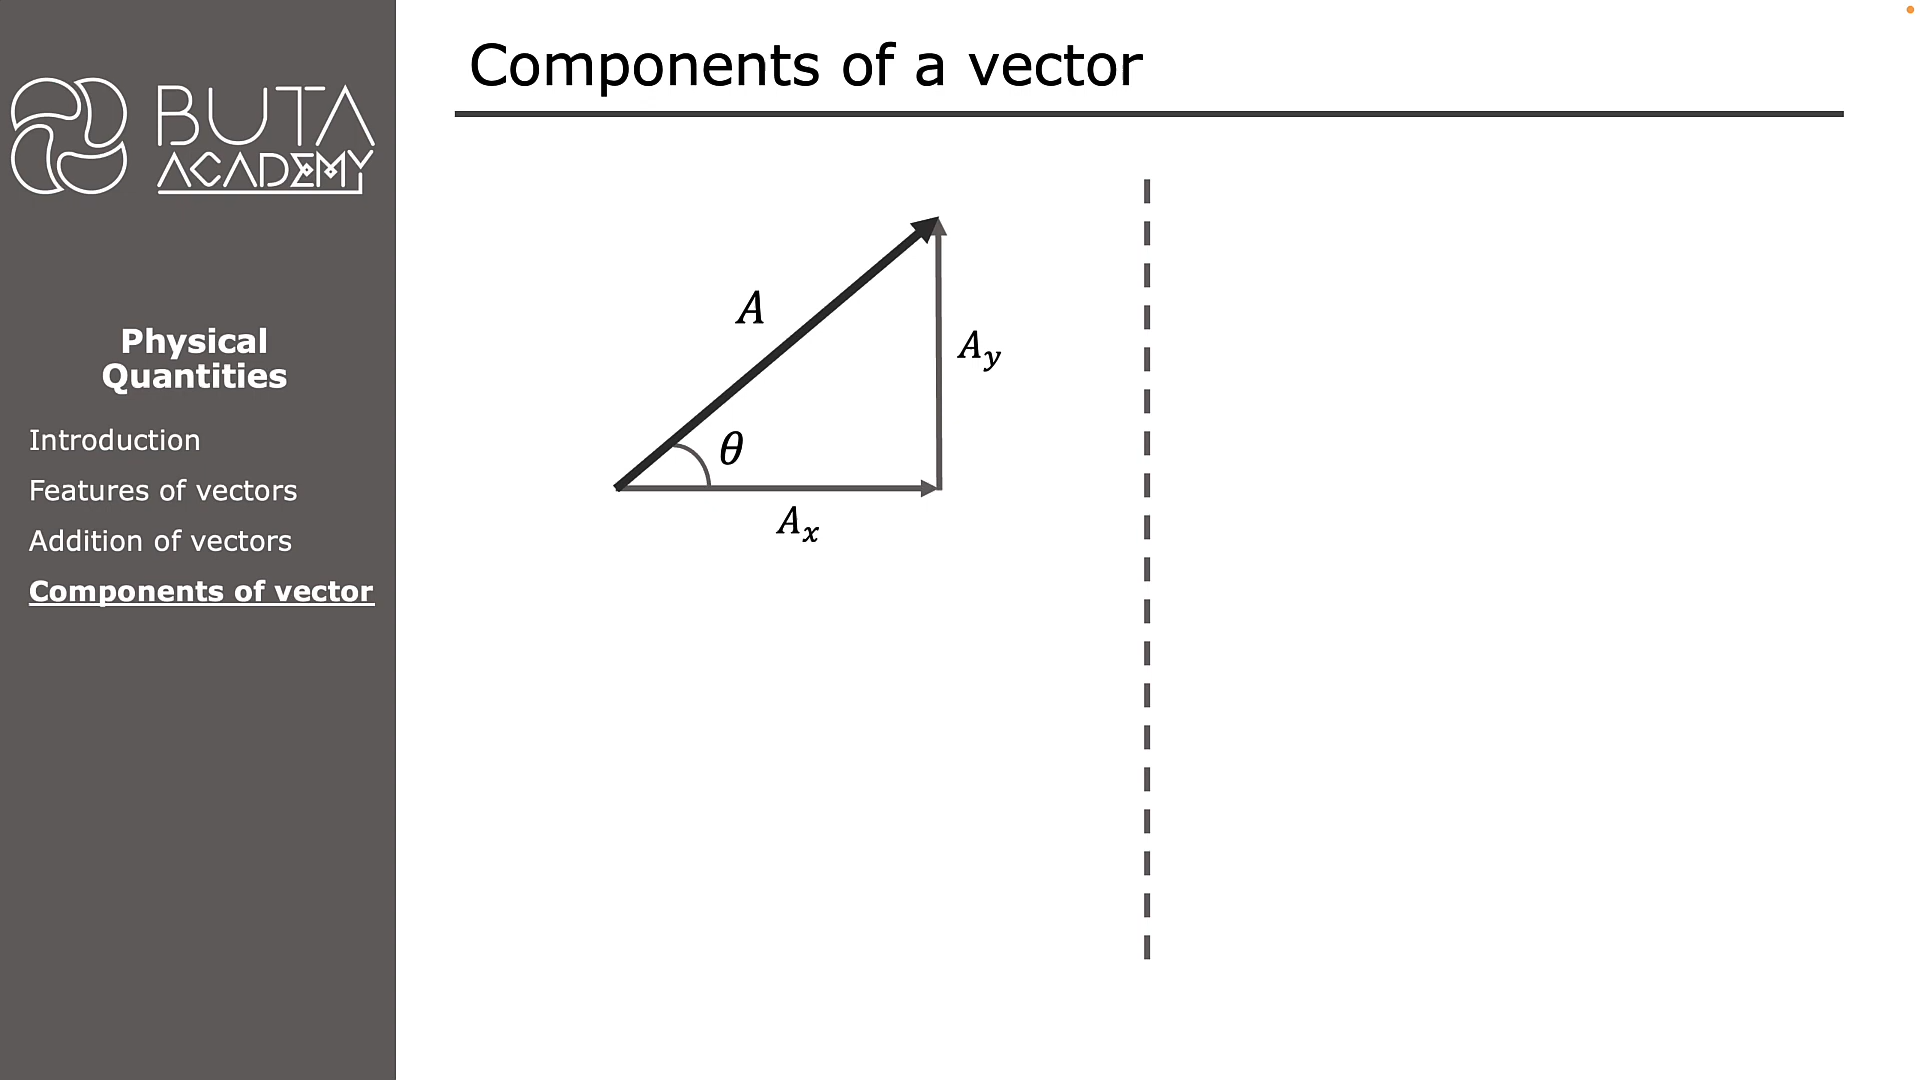 BUTA
ACADEMY
Physical
Quantities
Introduction
Features of vectors
Addition of vectors
Components of vector
Components of a vector
A
A_y
θ
A_x